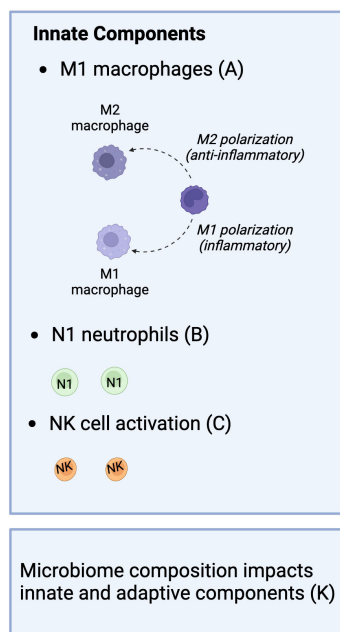 Innate Components
• M1 macrophages (A)
M2
macrophage
M2 polarization
(anti-inflammatory)
M1 polarization
(inflammatory)
M1
macrophage
• N1 neutrophils (B)
N1 N1
• NK cell activation (C)
NK NK
Microbiome composition impacts
innate and adaptive components (K)